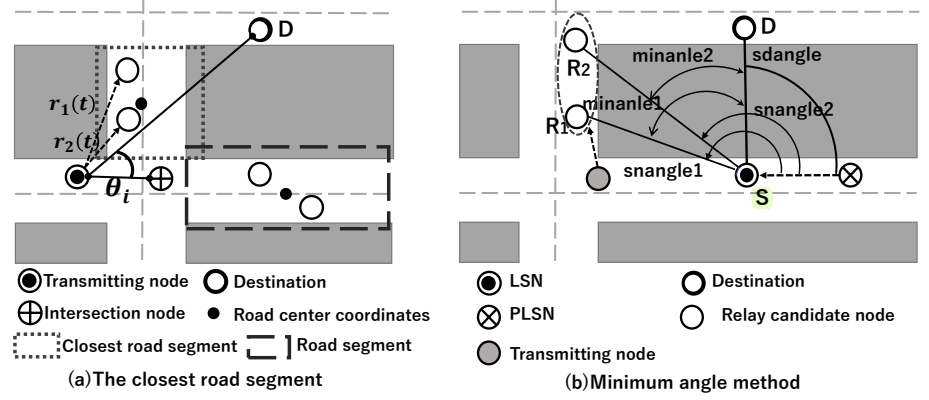 D
r₁(t)
r₂(t)
θᵢ
Transmitting node
Destination
Intersection node
Road center coordinates
Closest road segment
Road segment
(a)The closest road segment
D
minanle2
sdangle
R₂
minanle1
snangle2
R₁
snangle1
S
LSN
Destination
PLSN
Relay candidate node
Transmitting node
(b)Minimum angle method